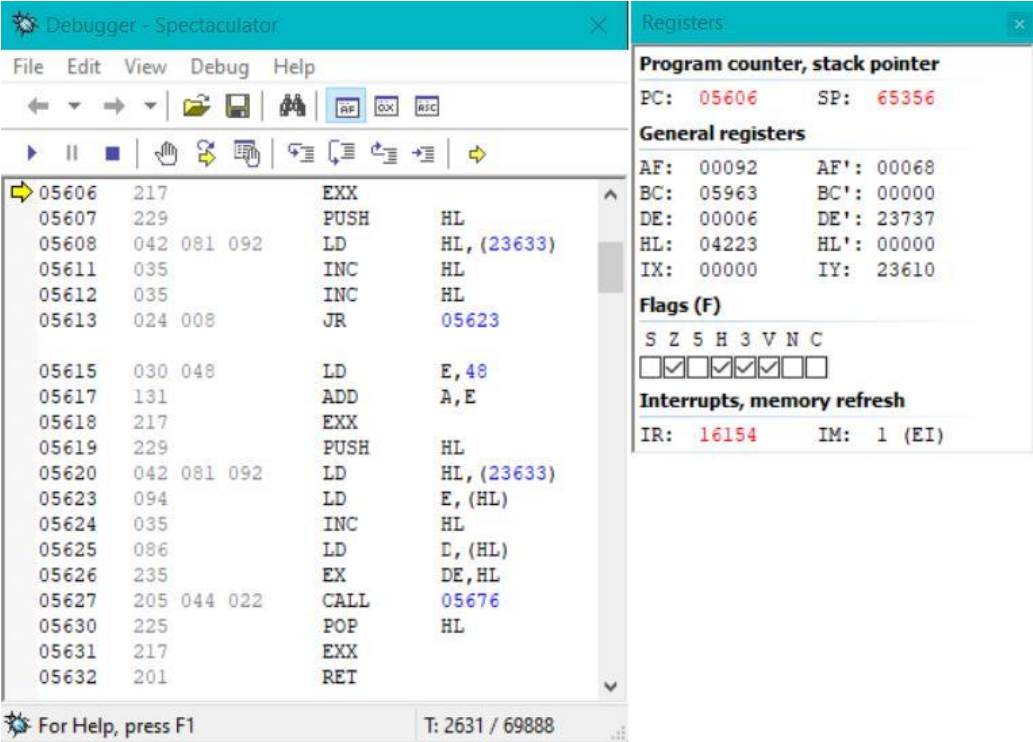 Debugger - Spectaculator
File Edit View Debug Help
AF 0X ASC
05606 217 EXX
05607 229 PUSH HL
05608 042 081 092 LD HL,(23633)
05611 035 INC HL
05612 035 INC HL
05613 024 008 JR 05623
05615 030 048 LD E,48
05617 131 ADD A,E
05618 217 EXX
05619 229 PUSH HL
05620 042 081 092 LD HL,(23633)
05623 094 LD E,(HL)
05624 035 INC HL
05625 086 LD D,(HL)
05626 235 EX DE,HL
05627 205 044 022 CALL 05676
05630 225 POP HL
05631 217 EXX
05632 201 RET
For Help, press F1 T: 2631 / 69888
Registers
Program counter, stack pointer
PC: 05606 SP: 65356
General registers
AF: 00092 AF': 00068
BC: 05963 BC': 00000
DE: 00006 DE': 23737
HL: 04223 HL': 00000
IX: 00000 IY: 23610
Flags (F)
S Z 5 H 3 V N C
Interrupts, memory refresh
IR: 16154 IM: 1 (EI)